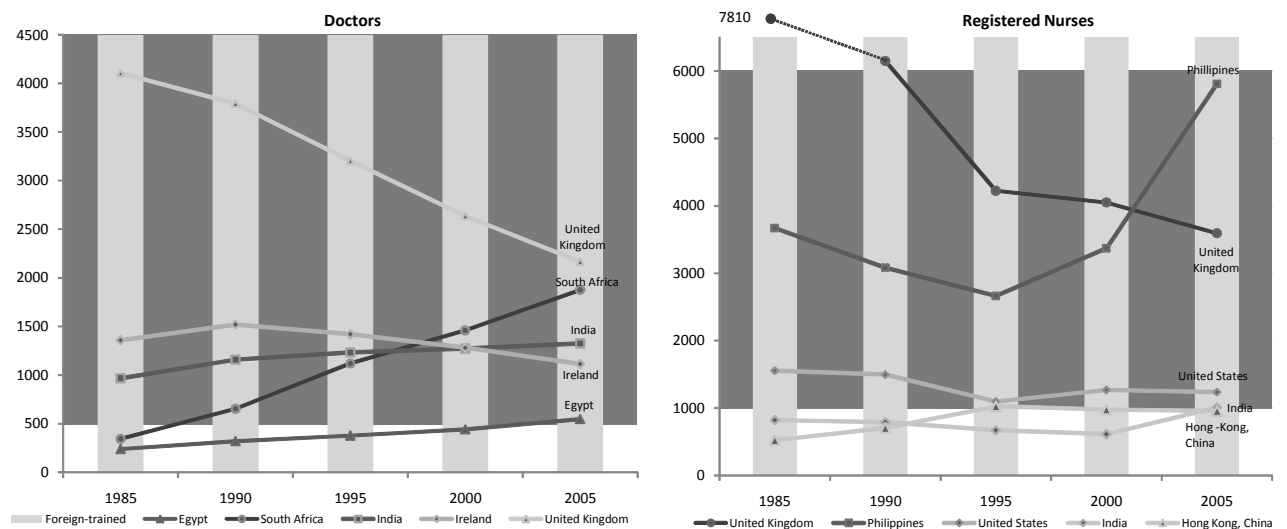 Doctors
4500
4000
3500
3000
2500
2000
1500
1000
500
0
United
Kingdom
South Africa
India
Ireland
Egypt
1985 1990 1995 2000 2005
Foreign-trained Egypt South Africa India Ireland United Kingdom
Registered Nurses
7810
6000
5000
4000
3000
2000
1000
0
Phillipines
United
Kingdom
United States
India
Hong -Kong,
China
1985 1990 1995 2000 2005
United Kingdom Philippines United States India Hong Kong, China